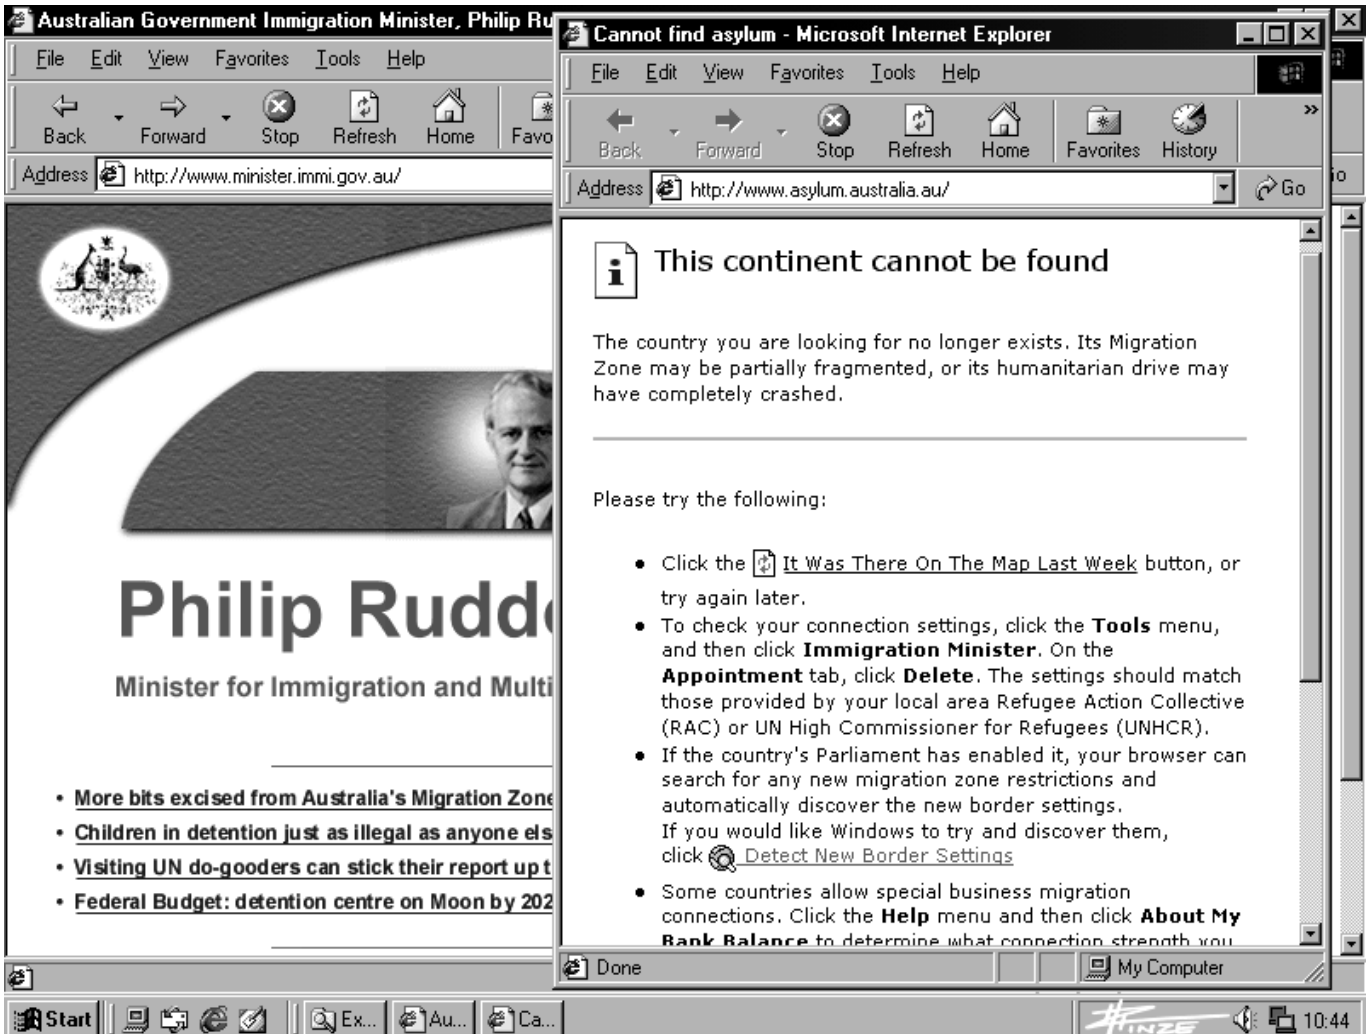 Australian Government Immigration Minister, Philip Ru
File Edit View Favorites Tools Help
Back Forward Stop Refresh Home Favo
Address http://www.minister.immi.gov.au/
Philip Rudd
Minister for Immigration and Multi
• More bits excised from Australia's Migration Zone
• Children in detention just as illegal as anyone els
• Visiting UN do-gooders can stick their report up t
• Federal Budget: detention centre on Moon by 202
Cannot find asylum - Microsoft Internet Explorer
File Edit View Favorites Tools Help
Back Forward Stop Refresh Home Favorites History »
Address http://www.asylum.australia.au/ Go
This continent cannot be found
The country you are looking for no longer exists. Its Migration
Zone may be partially fragmented, or its humanitarian drive may
have completely crashed.
Please try the following:
• Click the It Was There On The Map Last Week button, or
try again later.
• To check your connection settings, click the Tools menu,
and then click Immigration Minister. On the
Appointment tab, click Delete. The settings should match
those provided by your local area Refugee Action Collective
(RAC) or UN High Commissioner for Refugees (UNHCR).
• If the country's Parliament has enabled it, your browser can
search for any new migration zone restrictions and
automatically discover the new border settings.
If you would like Windows to try and discover them,
click Detect New Border Settings
• Some countries allow special business migration
connections. Click the Help menu and then click About My
Bank Balance to determine what connection strength you
Done My Computer
Start Ex... Au... Ca... HINZE 10:44